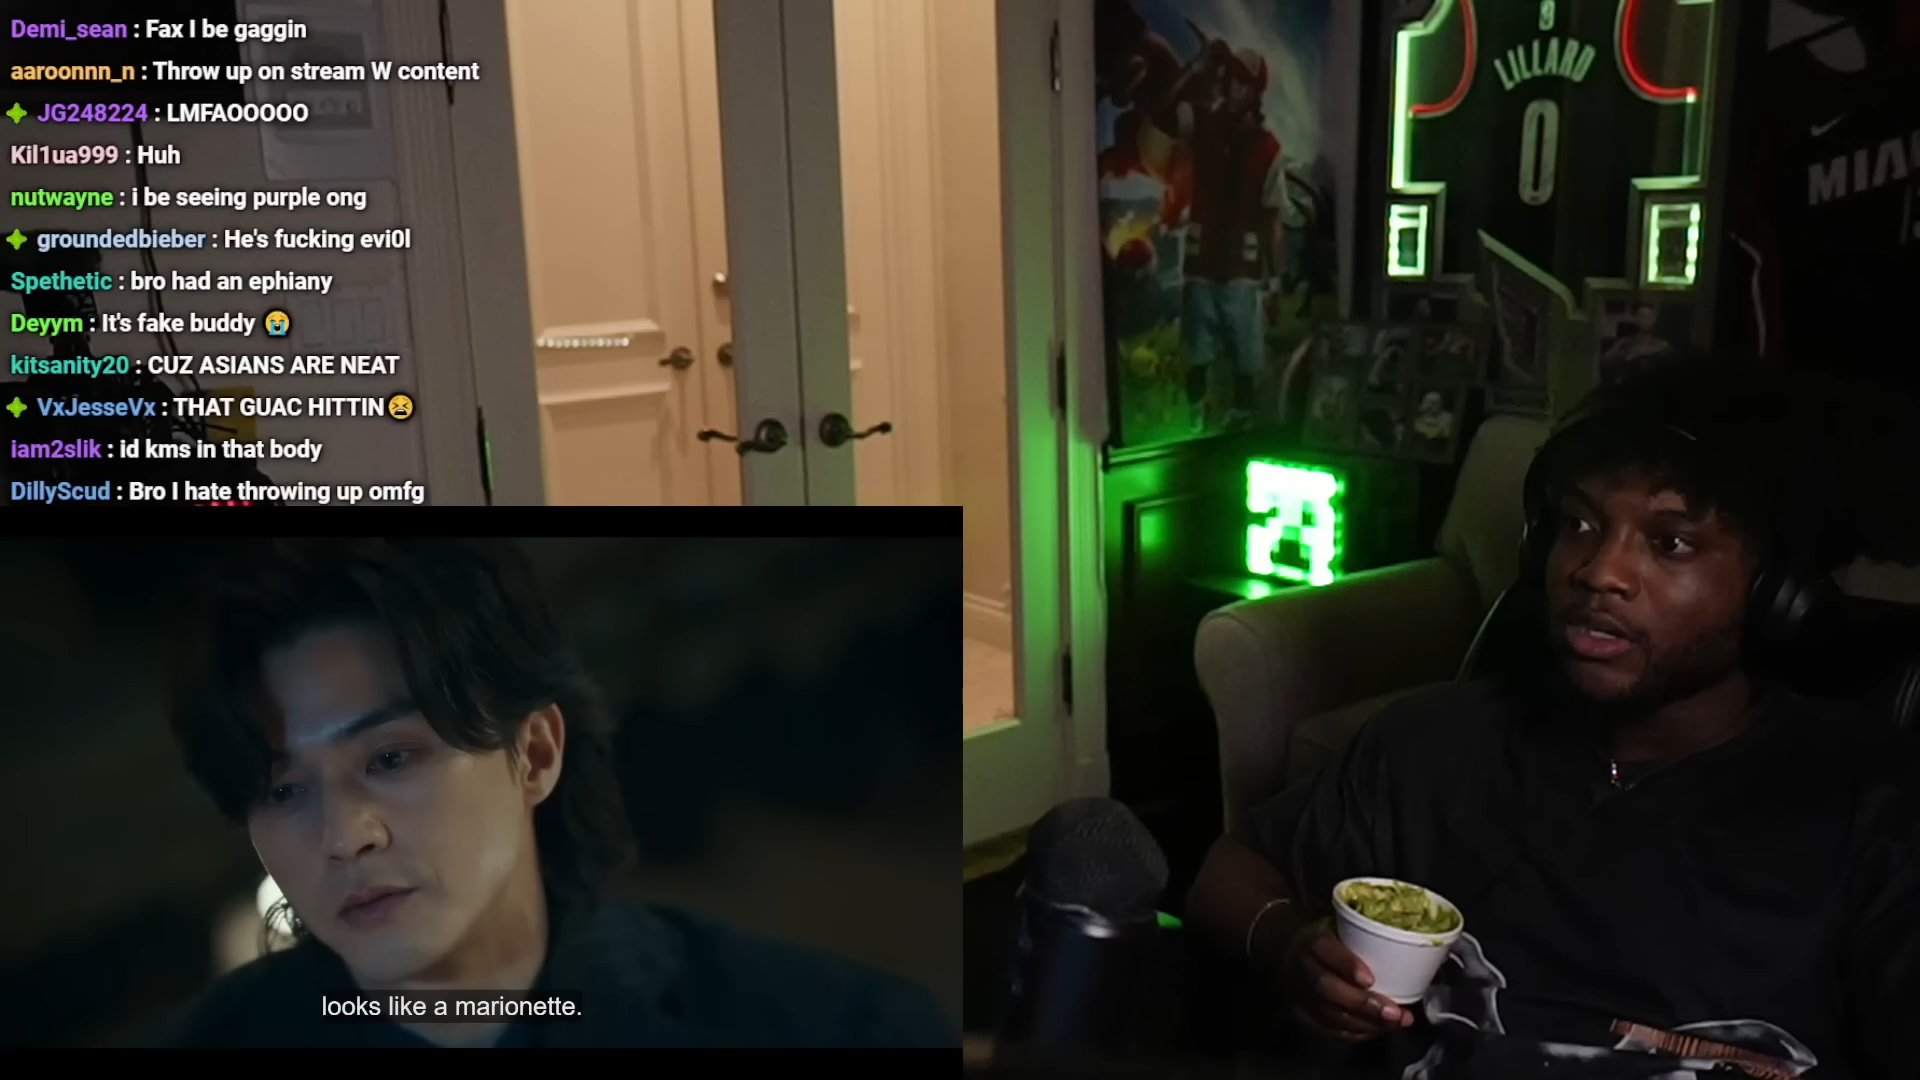 Demi_sean : Fax I be gaggin
aaroonnn_n : Throw up on stream W content
JG248224 : LMFAOOOOO
Kil1ua999 : Huh
nutwayne : i be seeing purple ong
groundedbieber : He's fucking evi0l
Spethetic : bro had an ephiany
Deyym : It's fake buddy 😭
kitsanity20 : CUZ ASIANS ARE NEAT
VxJesseVx : THAT GUAC HITTIN😫
iam2slik : id kms in that body
DillyScud : Bro I hate throwing up omfg
LILLARD
0
looks like a marionette.